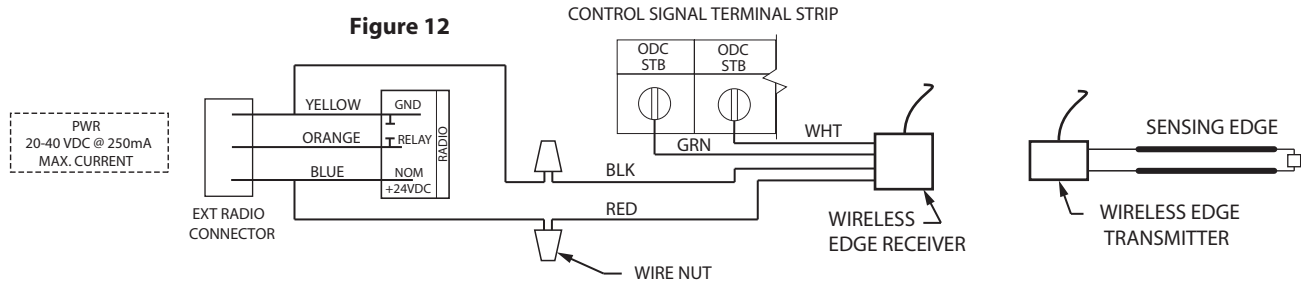 Figure 12
CONTROL SIGNAL TERMINAL STRIP
ODC
STB
ODC
STB
PWR
20-40 VDC @ 250mA
MAX. CURRENT
YELLOW
GND
ORANGE
RELAY
RADIO
BLUE
NOM
+24VDC
EXT RADIO
CONNECTOR
GRN
WHT
BLK
RED
WIRE NUT
WIRELESS
EDGE RECEIVER
SENSING EDGE
WIRELESS EDGE
TRANSMITTER